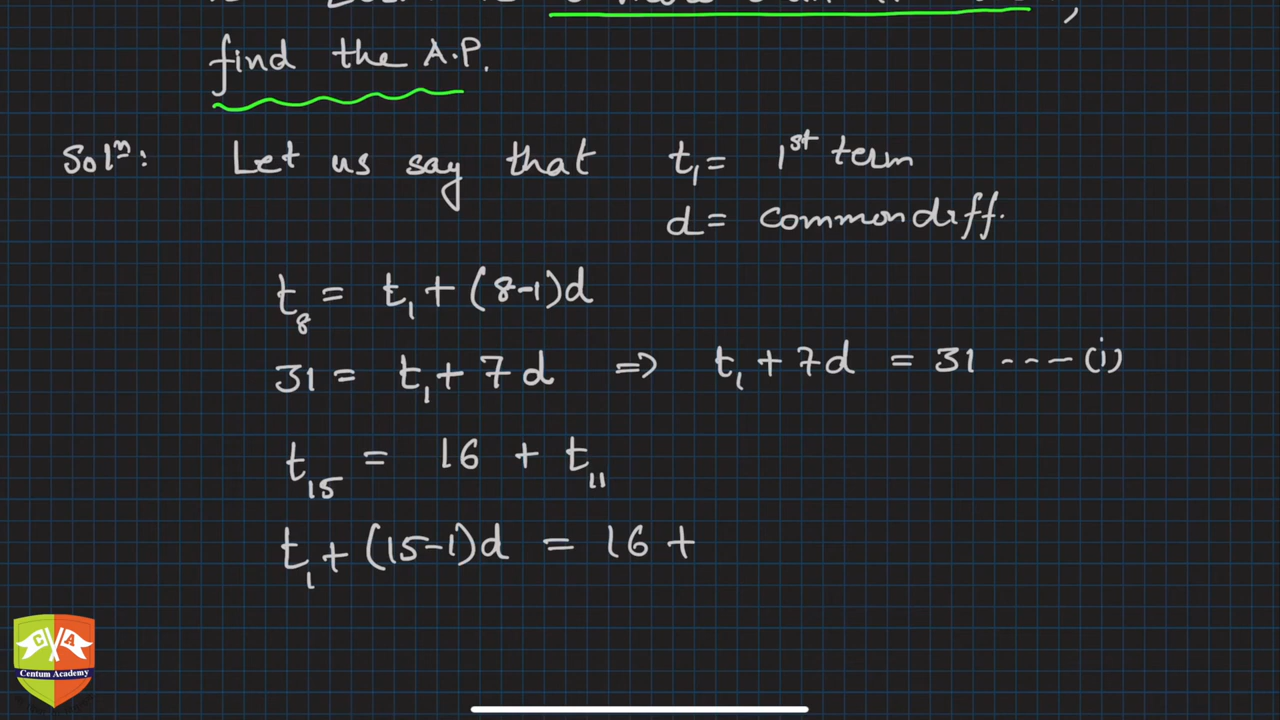 find the A.P.
Solⁿ: Let us say that t₁ = 1ˢᵗ term
d = common diff.
t₈ = t₁ + (8-1)d
31 = t₁ + 7d => t₁ + 7d = 31 ---- (i)
t₁₅ = 16 + t₁₁
t₁ + (15-1)d = 16 +
C A
Centum Academy